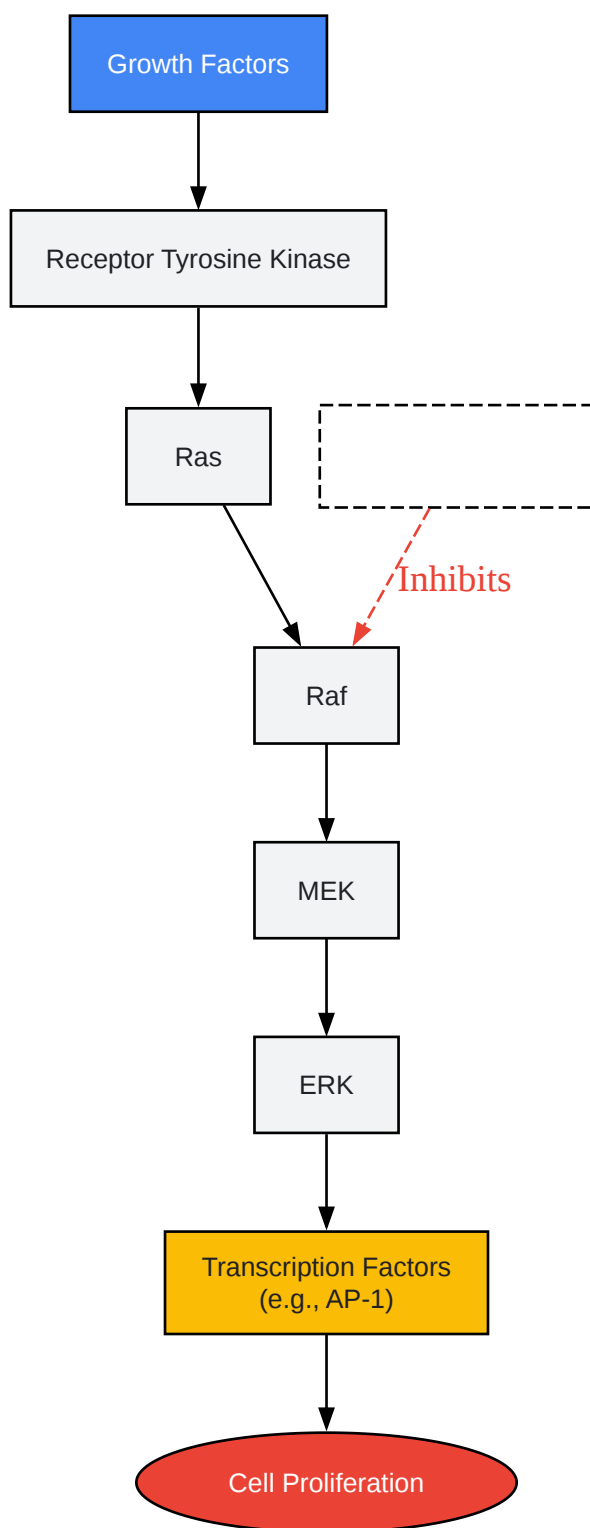 Growth Factors
Receptor Tyrosine Kinase
Ras
Inhibits
Raf
MEK
ERK
Transcription Factors
(e.g., AP-1)
Cell Proliferation